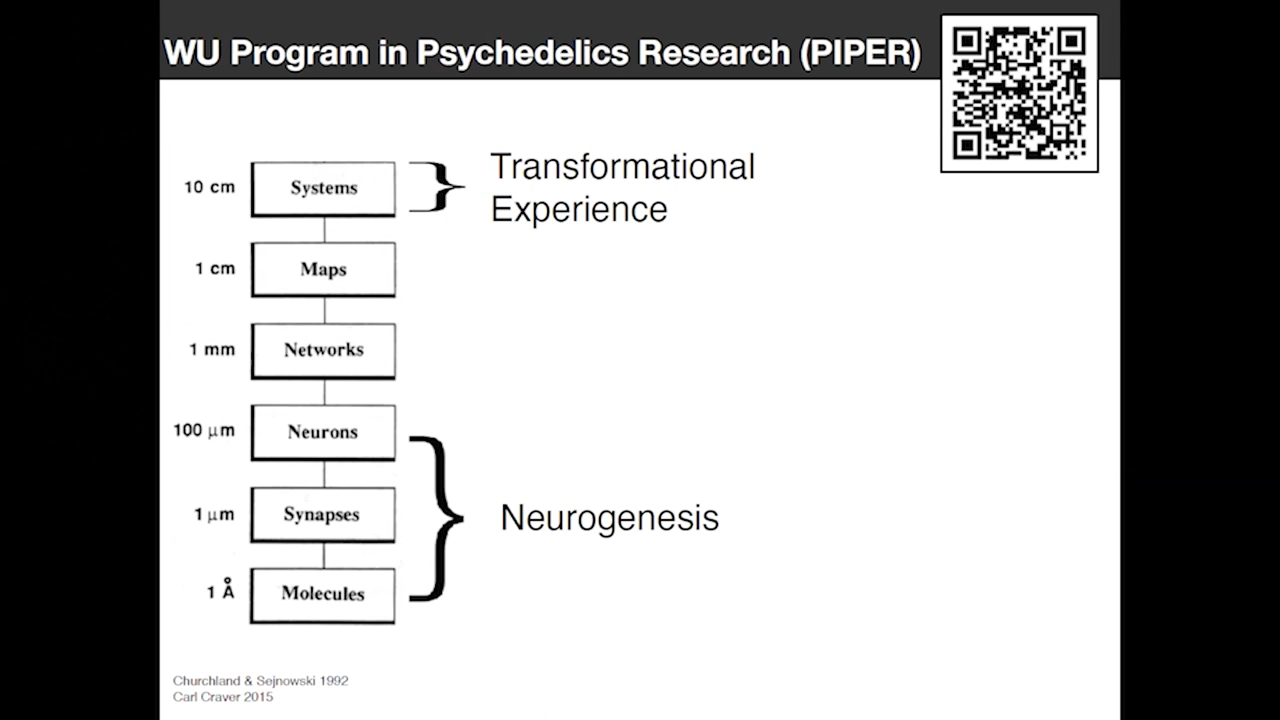 WU Program in Psychedelics Research (PIPER)
10 cm Systems
Transformational
Experience
1 cm Maps
1 mm Networks
100 μm Neurons
1 μm Synapses
Neurogenesis
1 Å Molecules
Churchland & Sejnowski 1992
Carl Craver 2015